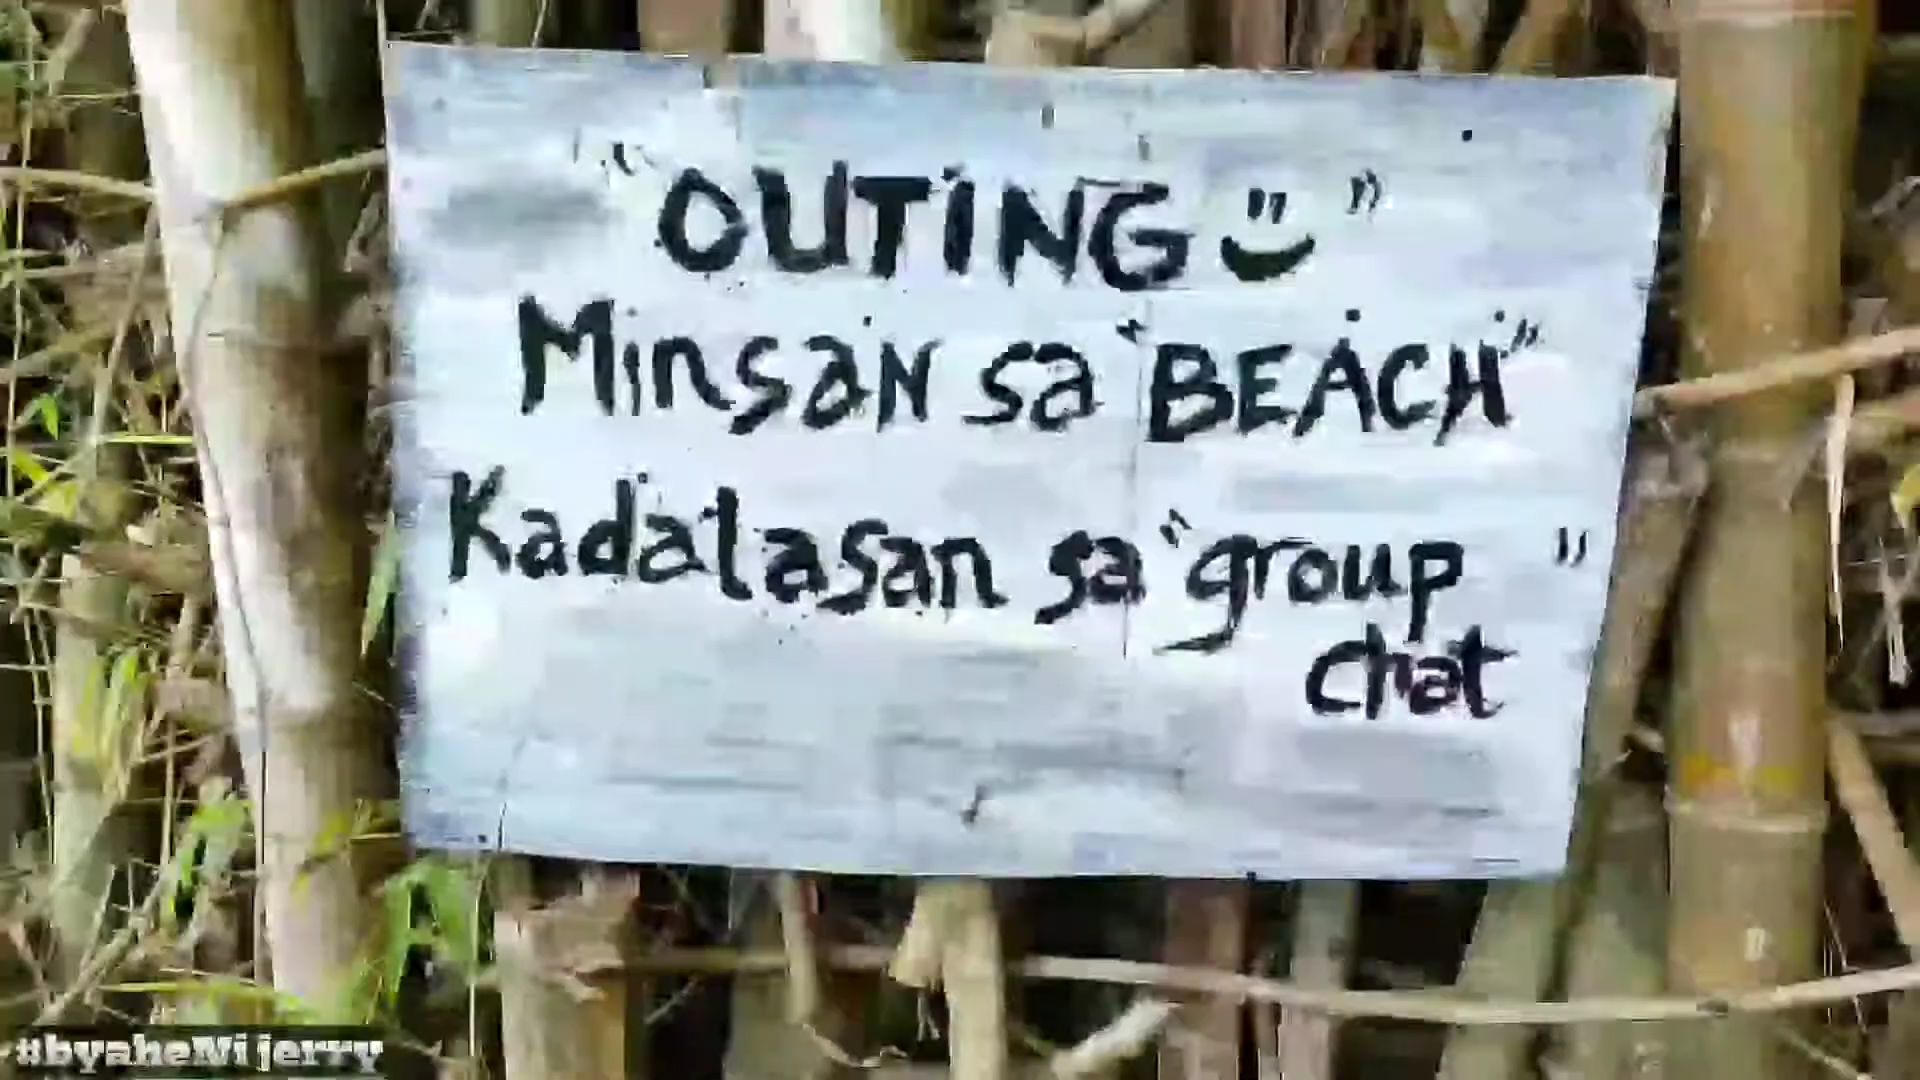 "OUTING " "
Minsan sa "BEACH"
Kadalasan sa "group "
Chat
#byaheNijerry